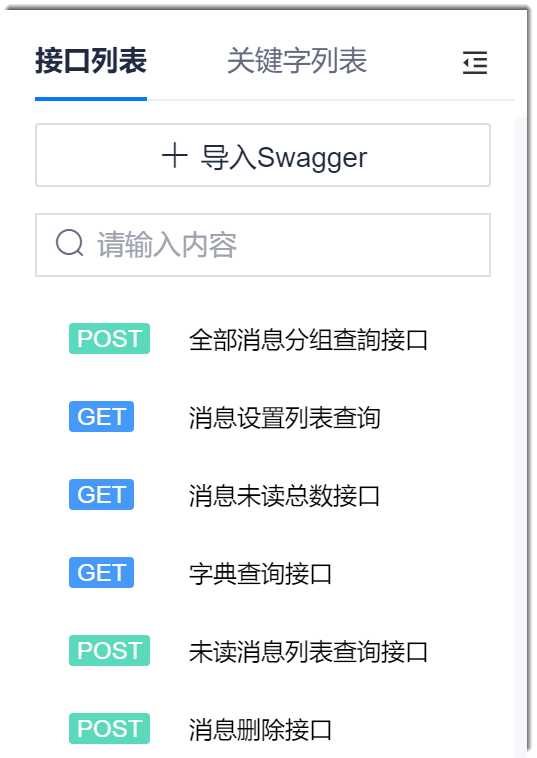 接口列表 关键字列表
导入Swagger
请输入内容
POST 全部消息分组查詢接口
GET 消息设置列表查询
GET 消息未读总数接口
GET 字典查询接口
POST 未读消息列表查询接口
POST 消息删除接口